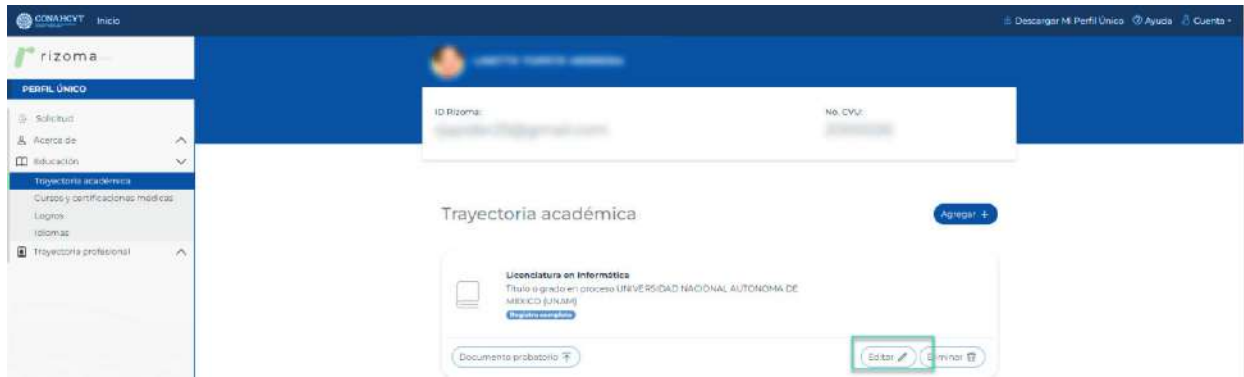 CONAHCYT Inicio
Descargar Mi Perfil Único Ayuda Cuenta
rizoma
PERFIL ÚNICO
Solicitud
Acerca de
Educación
Trayectoria académica
Cursos y certificaciones médicas
Logros
Idiomas
Trayectoria profesional
ID Rizoma:
No. CVU:
Trayectoria académica
Agregar +
Licenciatura en Informática
Título o grado en proceso UNIVERSIDAD NACIONAL AUTONOMA DE
MEXICO (UNAM)
Registro completo
Documento probatorio
Editar
Eliminar